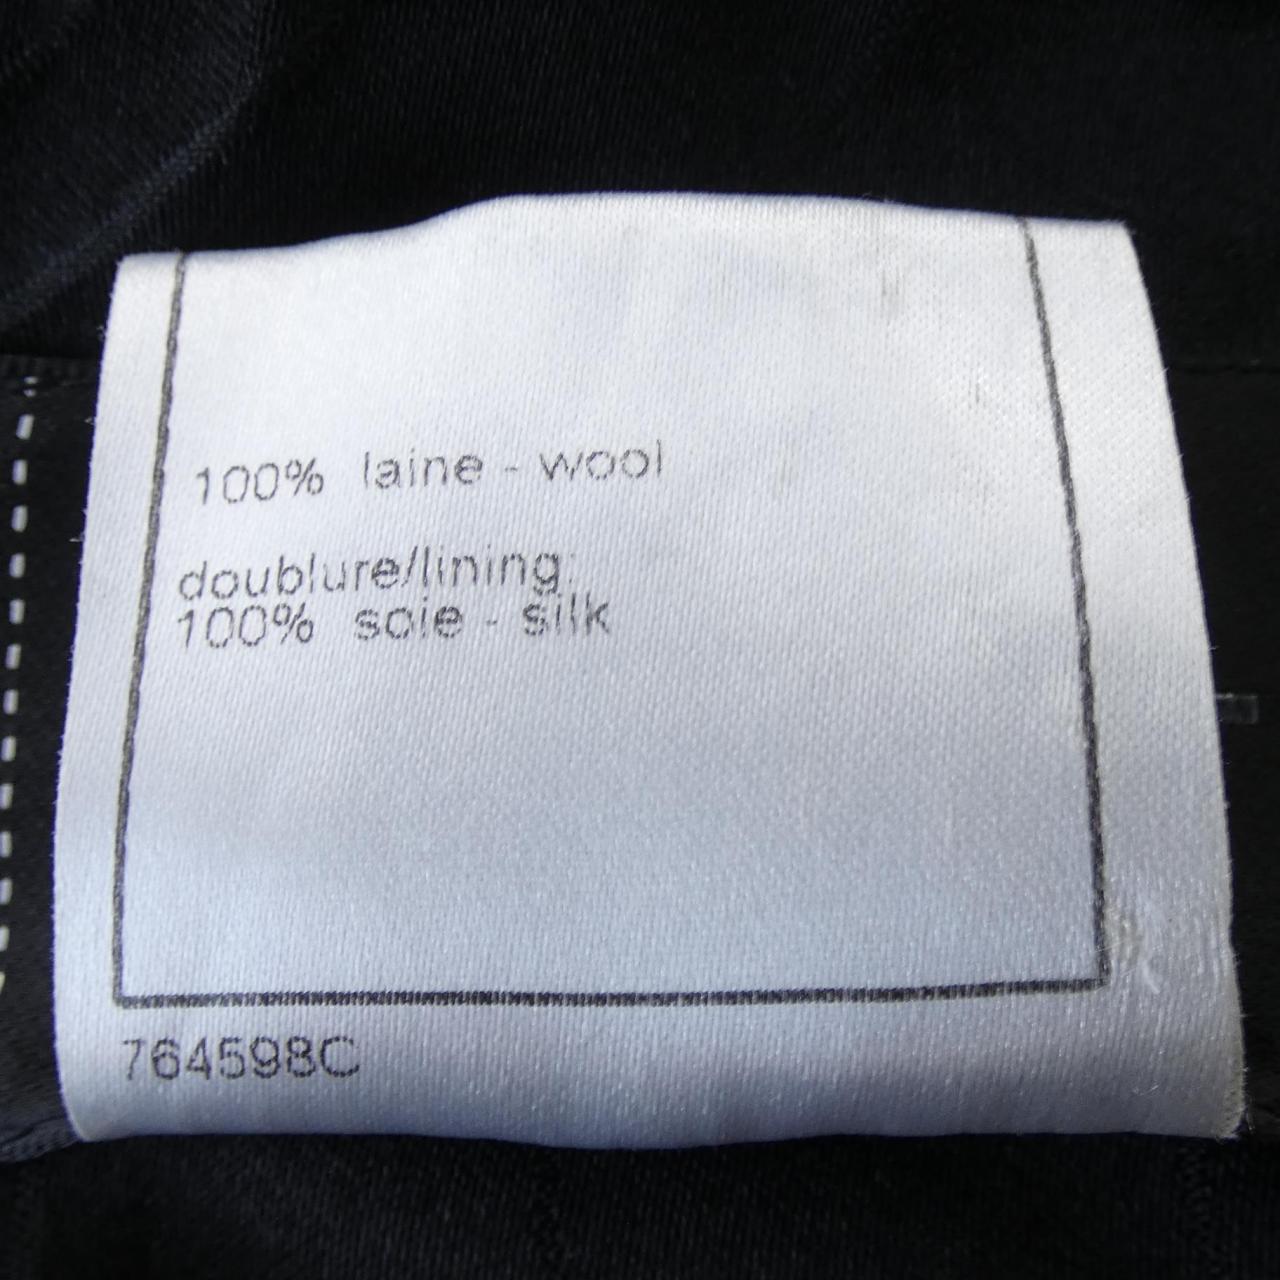 100% laine - wool
doublure/lining:
100% soie - silk
764598C